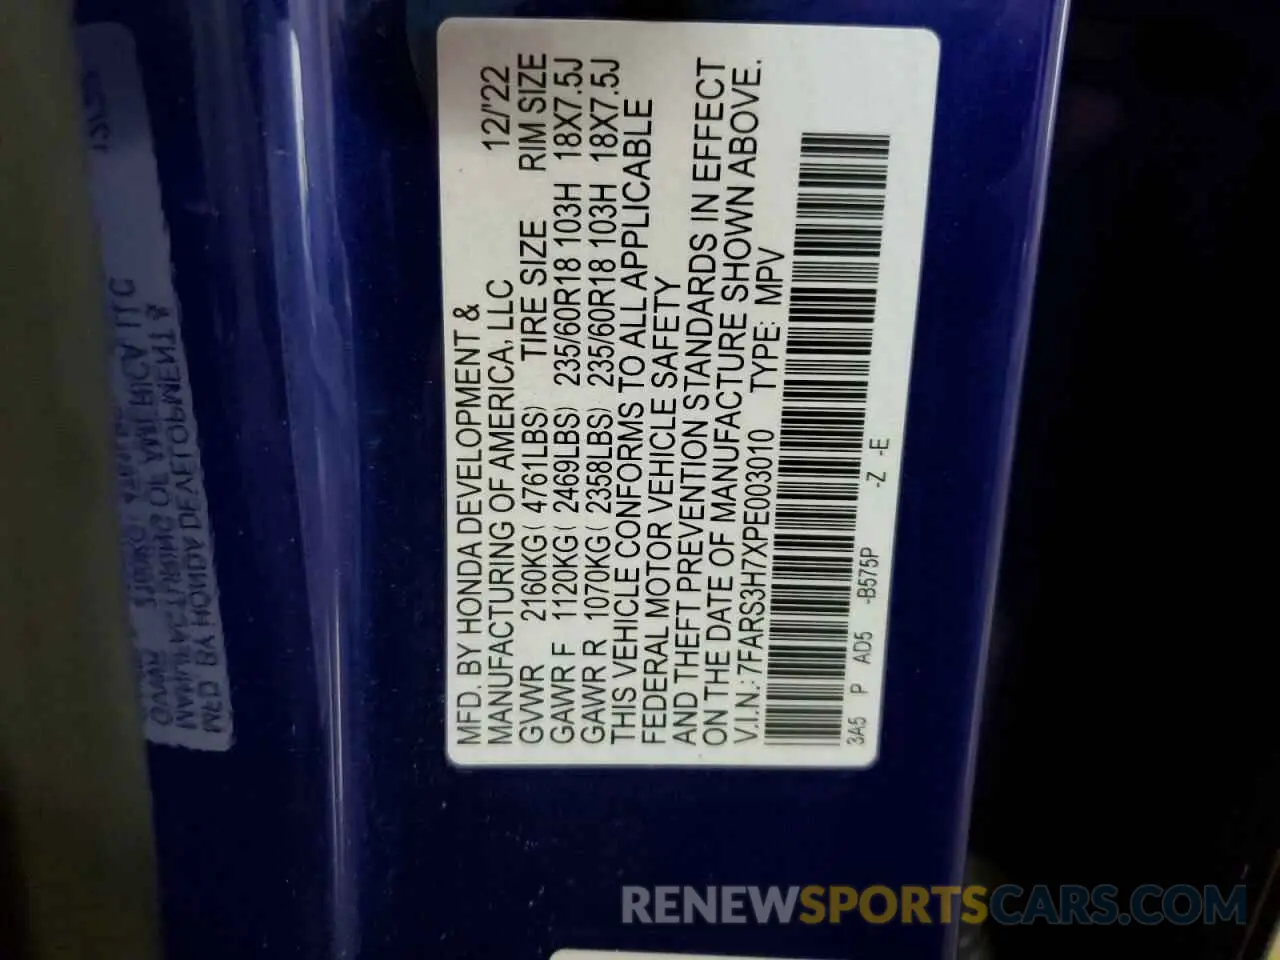 MFD. BY HONDA DEVELOPMENT &
MANUFACTURING OF AMERICA, LLC 12/'22
GVWR 2160KG( 4761LBS) TIRE SIZE RIM SIZE
GAWR F 1120KG( 2469LBS) 235/60R18 103H 18X7.5J
GAWR R 1070KG( 2358LBS) 235/60R18 103H 18X7.5J
THIS VEHICLE CONFORMS TO ALL APPLICABLE
FEDERAL MOTOR VEHICLE SAFETY
AND THEFT PREVENTION STANDARDS IN EFFECT
ON THE DATE OF MANUFACTURE SHOWN ABOVE.
V.I.N.: 7FARS3H7XPE003010 TYPE: MPV
3A5 P AD5 -B575P -Z -E
RENEWSPORTSCARS.COM